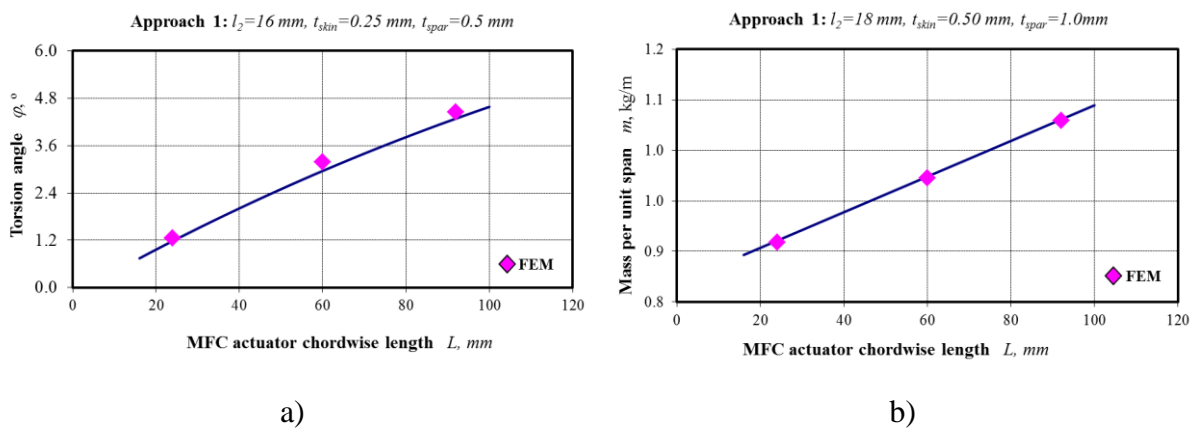 Approach 1: l2=16 mm, tskin=0.25 mm, tspar=0.5 mm
Torsion angle φ, º
6.0
4.8
3.6
2.4
1.2
0.0
0
20
40
60
80
100
120
FEM
MFC actuator chordwise length L, mm
a)
Approach 1: l2=18 mm, tskin=0.50 mm, tspar=1.0mm
Mass per unit span m, kg/m
1.2
1.1
1.0
1.0
0.9
0.8
0
20
40
60
80
100
120
FEM
MFC actuator chordwise length L, mm
b)